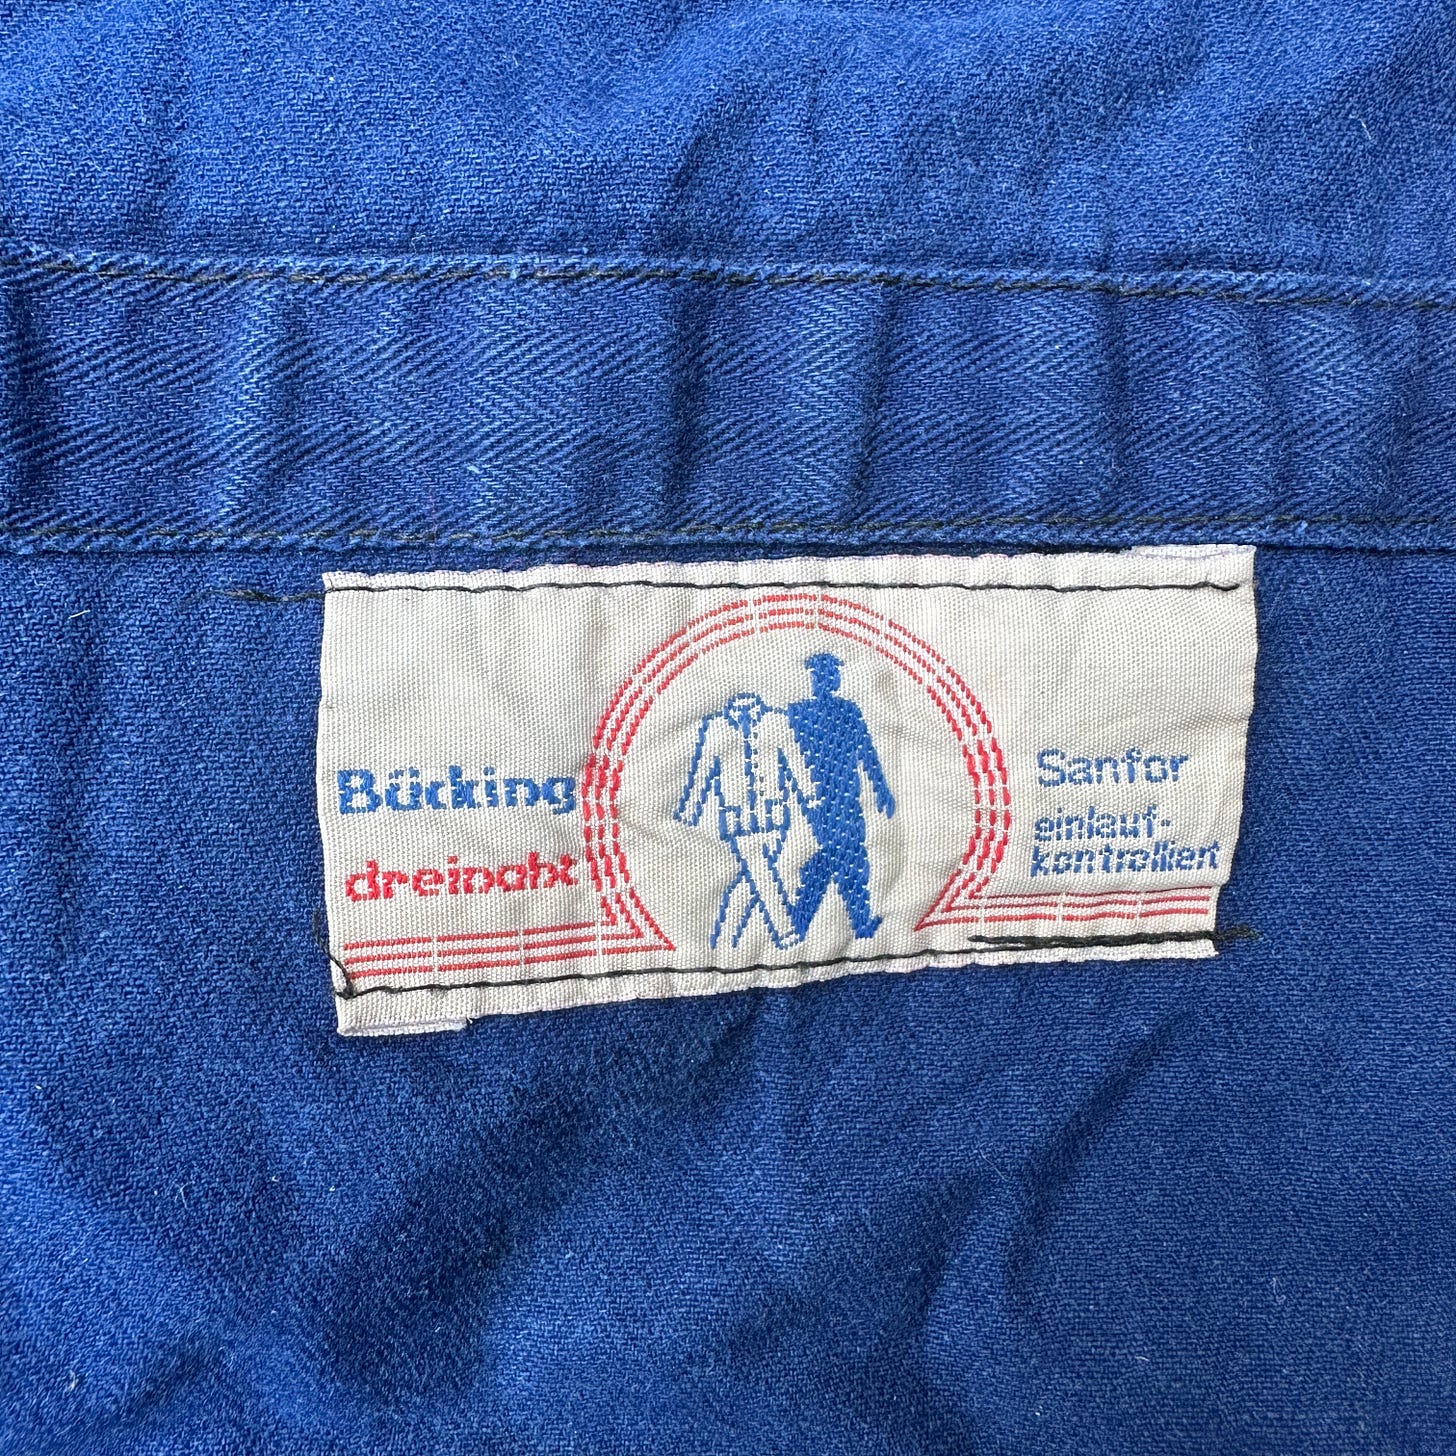 Bücking
dreinaht
Sanfor
einlauf-
kontrolliert